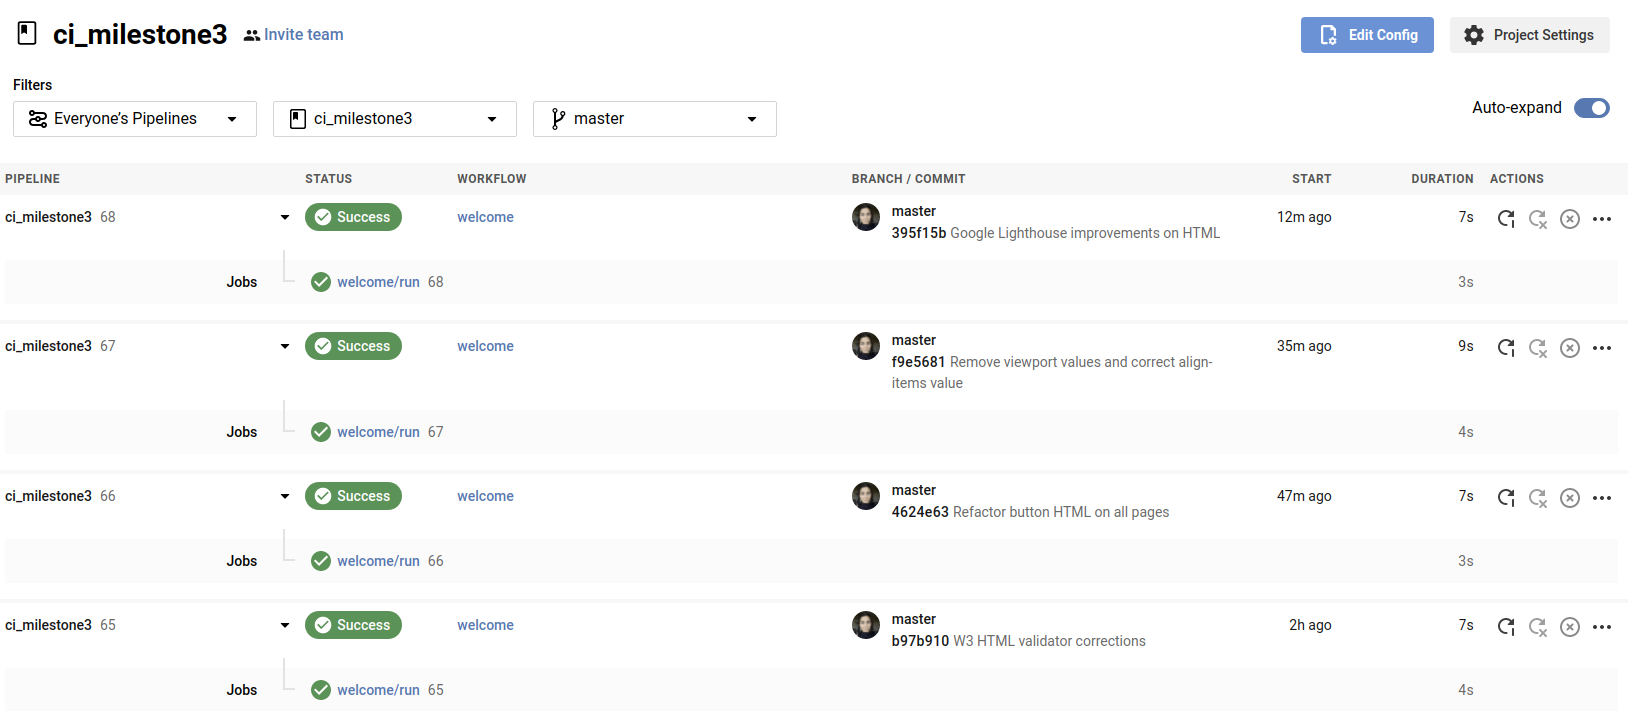 ci_milestone3 Invite team Edit Config Project Settings
Filters
Everyone’s Pipelines ci_milestone3 master Auto-expand
PIPELINE STATUS WORKFLOW BRANCH / COMMIT START DURATION ACTIONS
ci_milestone3 68 Success welcome master 12m ago 7s
395f15b Google Lighthouse improvements on HTML
Jobs welcome/run 68 3s
ci_milestone3 67 Success welcome master 35m ago 9s
f9e5681 Remove viewport values and correct align-
items value
Jobs welcome/run 67 4s
ci_milestone3 66 Success welcome master 47m ago 7s
4624e63 Refactor button HTML on all pages
Jobs welcome/run 66 3s
ci_milestone3 65 Success welcome master 2h ago 7s
b97b910 W3 HTML validator corrections
Jobs welcome/run 65 4s